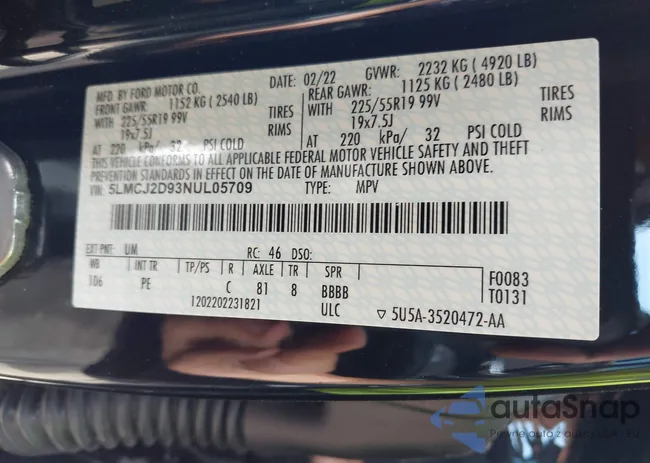 MFD. BY FORD MOTOR CO. DATE: 02/22 GVWR: 2232 KG ( 4920 LB)
FRONT GAWR: 1152 KG ( 2540 LB) REAR GAWR: 1125 KG ( 2480 LB)
WITH 225/55R19 99V TIRES WITH 225/55R19 99V TIRES
19x7.5J RIMS 19x7.5J RIMS
AT 220 kPa/ 32 PSI COLD AT 220 kPa/ 32 PSI COLD
THIS VEHICLE CONFORMS TO ALL APPLICABLE FEDERAL MOTOR VEHICLE SAFETY AND THEFT
PREVENTION STANDARDS IN EFFECT ON THE DATE OF MANUFACTURE SHOWN ABOVE.
VIN: 5LMCJ2D93NUL05709 TYPE: MPV
EXT PNT: UM RC: 46 DSO:
WB INT TR TP/PS R AXLE TR SPR F0083
106 PE C 81 8 BBBB T0131
1202202231821 ULC ▽ 5U5A-3520472-AA
autoSnap